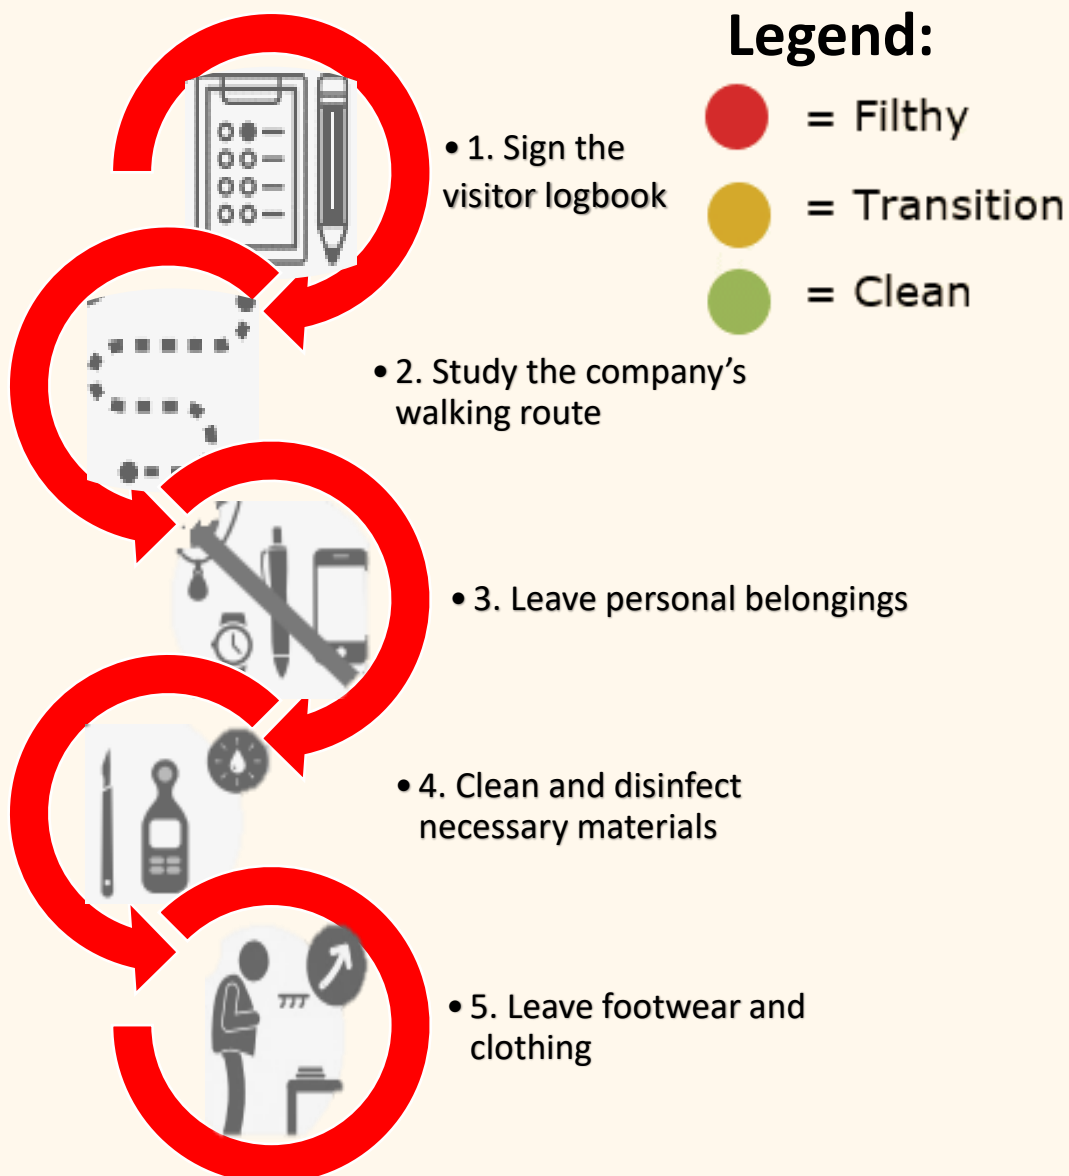 Legend:
= Filthy
= Transition
= Clean
• 1. Sign the
visitor logbook
• 2. Study the company’s
walking route
• 3. Leave personal belongings
• 4. Clean and disinfect
necessary materials
• 5. Leave footwear and
clothing